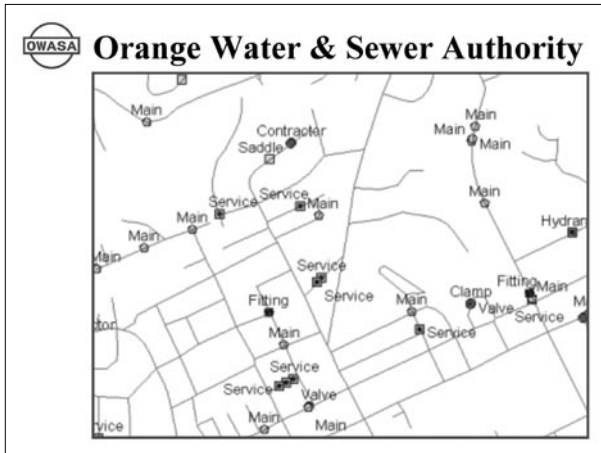 OWASA
Orange Water & Sewer Authority
Main
Contractor
Saddle
Main
Main
Main
Main
Service
Service
Main
Main
Hydran
Main
Main
Service
Service
Fitting
Main
Clamp
Fitting
Main
Valve
Service
Main
Service
Service
Service
Valve
Main
Main